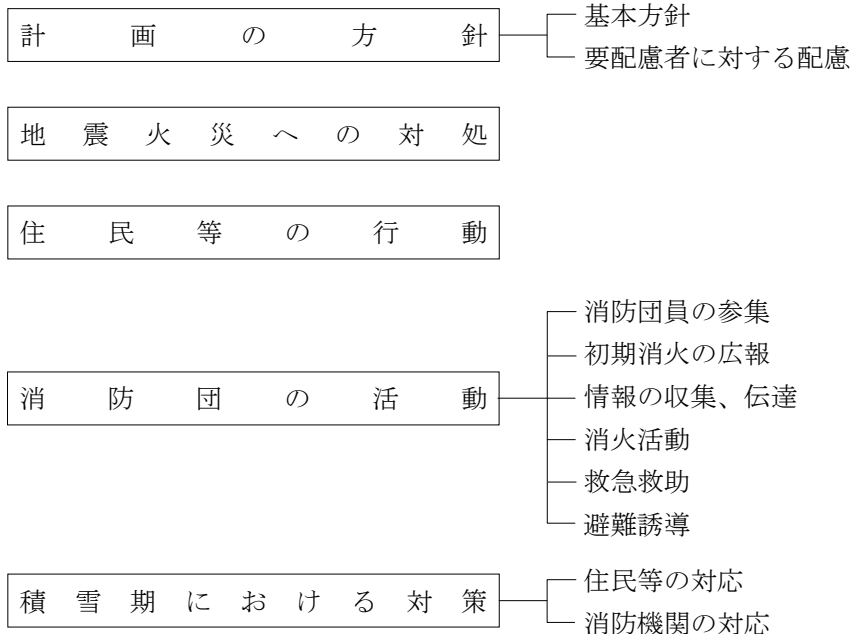 計画の方針
基本方針
要配慮者に対する配慮
地震火災への対処
住民等の行動
消防団の活動
消防団員の参集
初期消火の広報
情報の収集、伝達
消火活動
救急救助
避難誘導
積雪期における対策
住民等の対応
消防機関の対応